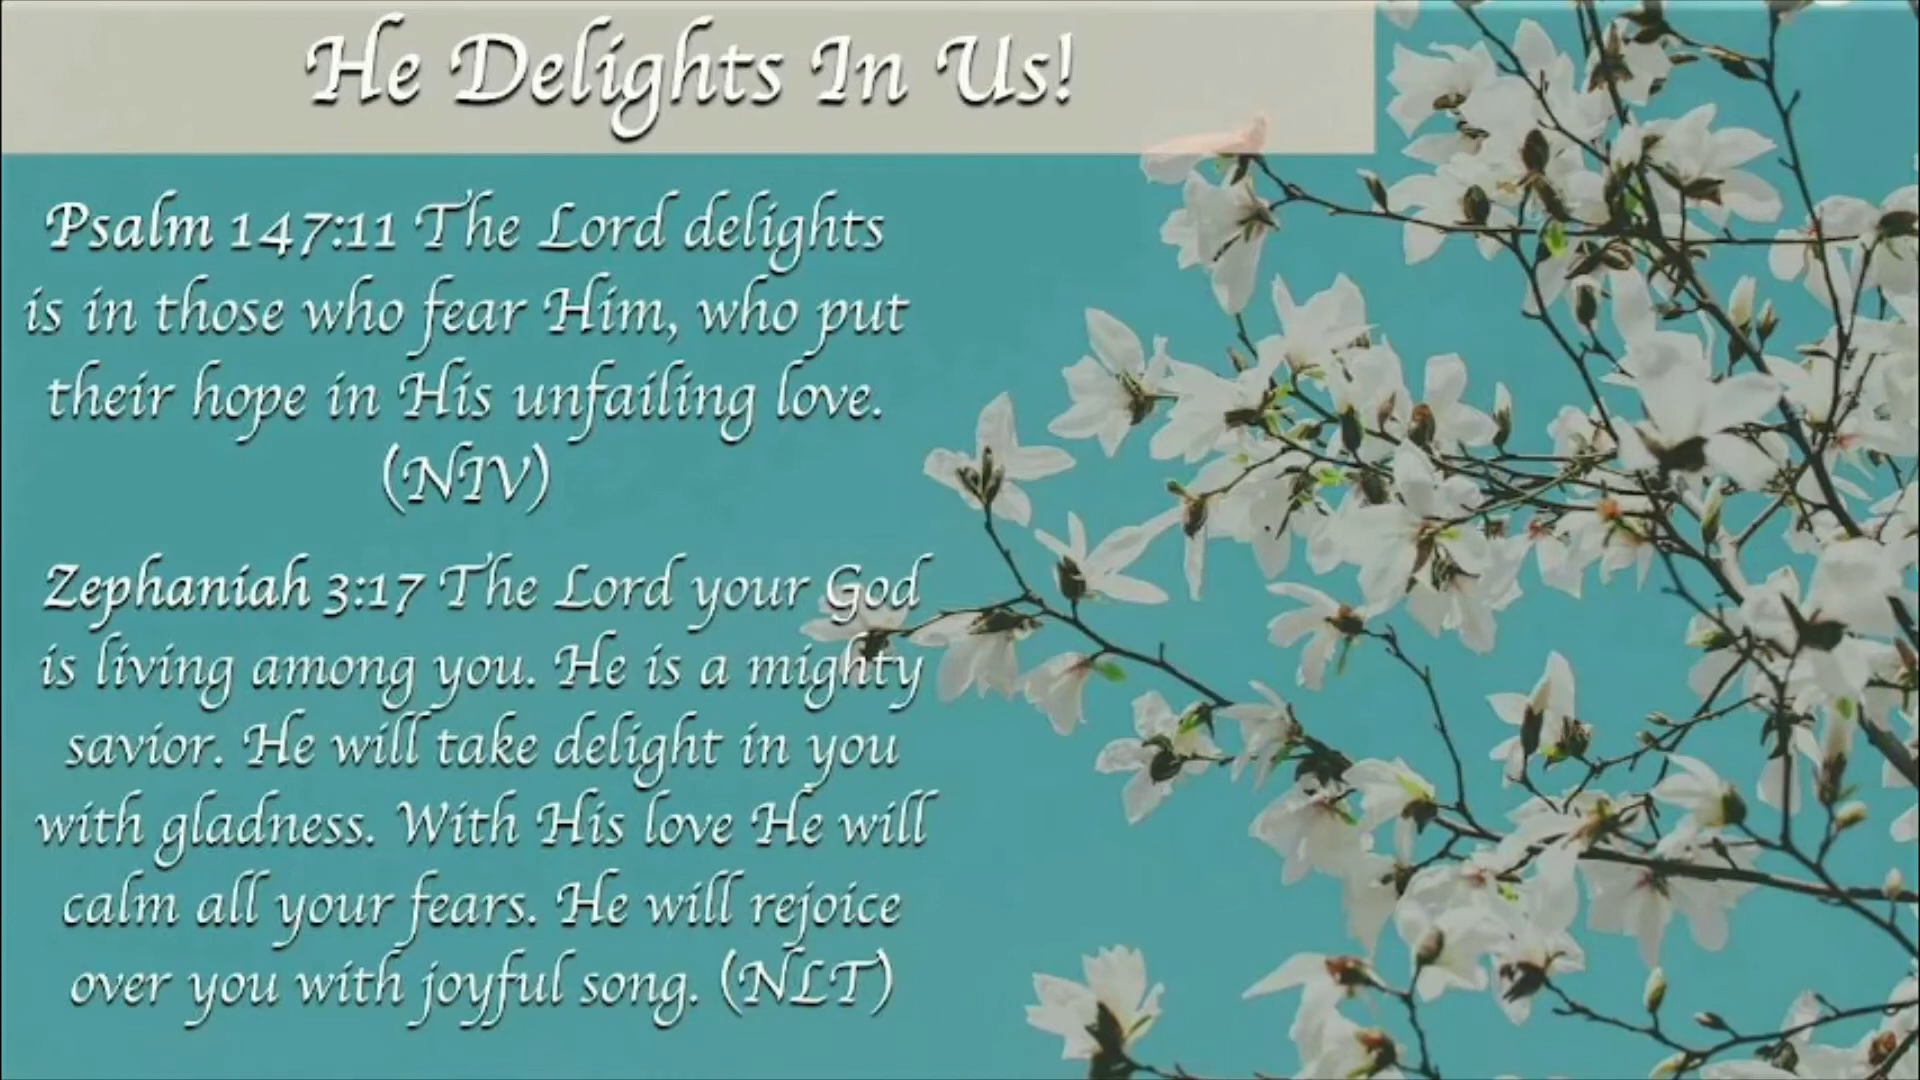 He Delights In Us!
Psalm 147:11 The Lord delights
is in those who fear Him, who put
their hope in His unfailing love.
(NIV)
Zephaniah 3:17 The Lord your God
is living among you. He is a mighty
savior. He will take delight in you
with gladness. With His love He will
calm all your fears. He will rejoice
over you with joyful song. (NLT)